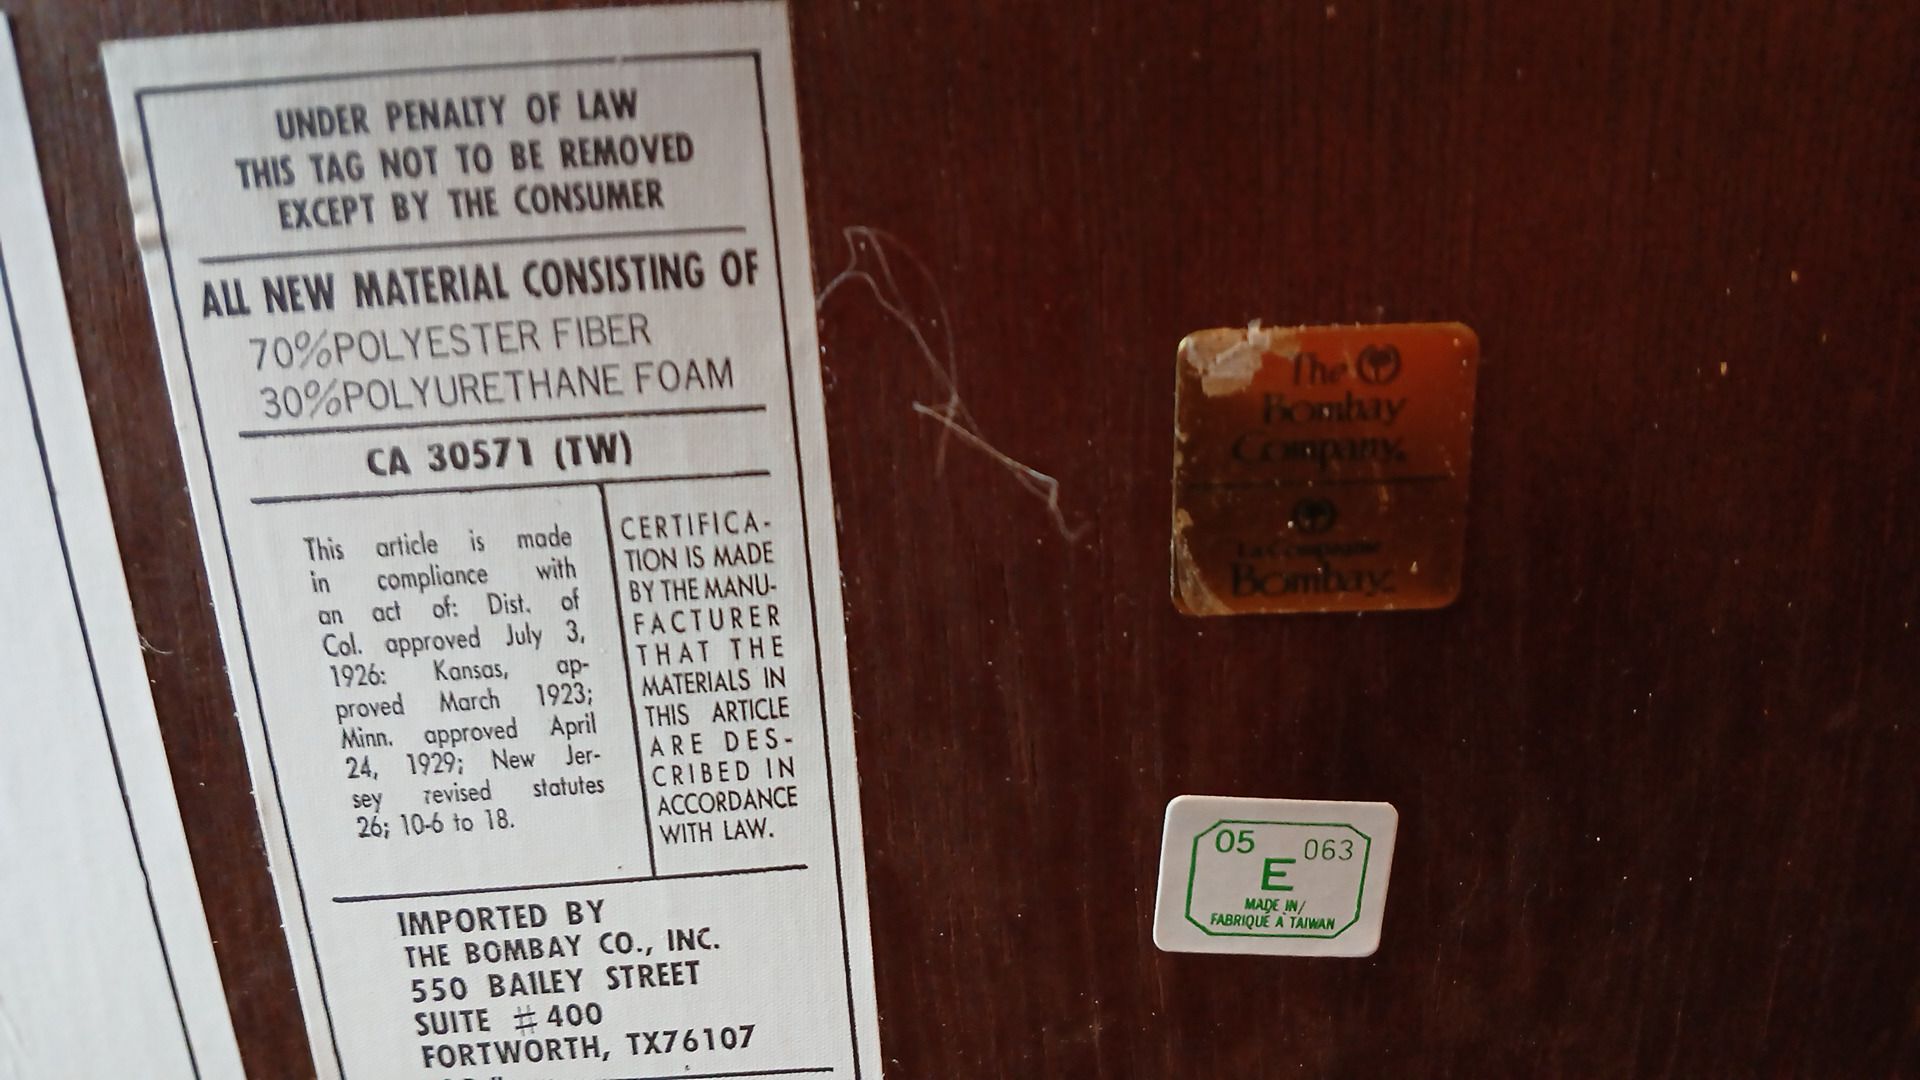 UNDER PENALTY OF LAW
THIS TAG NOT TO BE REMOVED
EXCEPT BY THE CONSUMER
ALL NEW MATERIAL CONSISTING OF
70%POLYESTER FIBER
30%POLYURETHANE FOAM
CA 30571 (TW)
This article is made
in compliance with
an act of: Dist. of
Col. approved July 3,
1926: Kansas, ap-
proved March 1923;
Minn. approved April
24, 1929; New Jer-
sey revised statutes
26; 10-6 to 18.
CERTIFICA-
TION IS MADE
BY THE MANU-
FACTURER
THAT THE
MATERIALS IN
THIS ARTICLE
ARE DES-
CRIBED IN
ACCORDANCE
WITH LAW.
IMPORTED BY
THE BOMBAY CO., INC.
550 BAILEY STREET
SUITE #400
FORTWORTH, TX76107
The
Bombay
Company.
La Compagnie
Bombay.
05 063
E
MADE IN/
FABRIQUÉ À TAIWAN